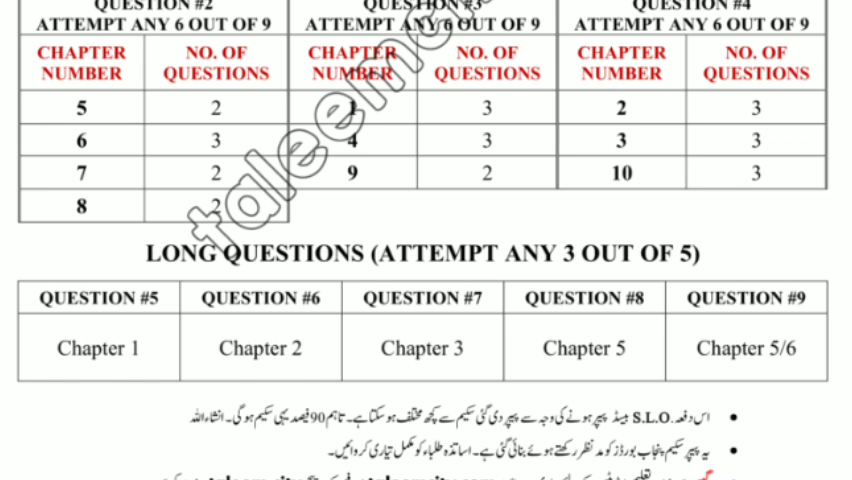 QUESTION #2 QUESTION #3 QUESTION #4
ATTEMPT ANY 6 OUT OF 9 ATTEMPT ANY 6 OUT OF 9 ATTEMPT ANY 6 OUT OF 9
CHAPTER NUMBER NO. OF QUESTIONS CHAPTER NUMBER NO. OF QUESTIONS CHAPTER NUMBER NO. OF QUESTIONS
5 2 1 3 2 3
6 3 4 3 3 3
7 2 9 2 10 3
8 2
LONG QUESTIONS (ATTEMPT ANY 3 OUT OF 5)
QUESTION #5 QUESTION #6 QUESTION #7 QUESTION #8 QUESTION #9
Chapter 1 Chapter 2 Chapter 3 Chapter 5 Chapter 5/6
• اس دفعہ S.L.O. بیسڈ پیپر ہونے کی وجہ سے پیپر دی گئی سکیم سے کچھ مختلف ہو سکتا ہے۔ تاہم 90 فیصد یہی سکیم ہو گی۔ انشاءاللہ
• یہ پیپر سکیم پنجاب بورڈز کو مد نظر رکھتے ہوئے بنائی گئی ہے۔ اساتذہ طلباء کو مکمل تیاری کروائیں۔